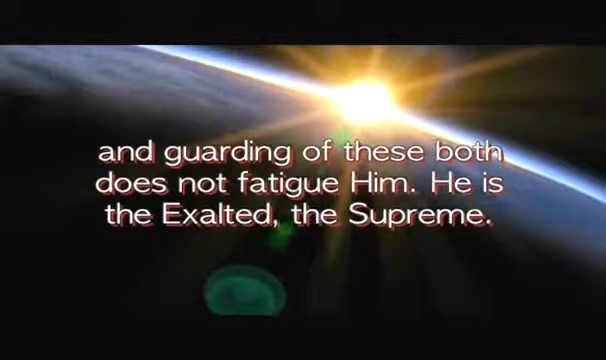 and guarding of these both
does not fatigue Him. He is
the Exalted, the Supreme.